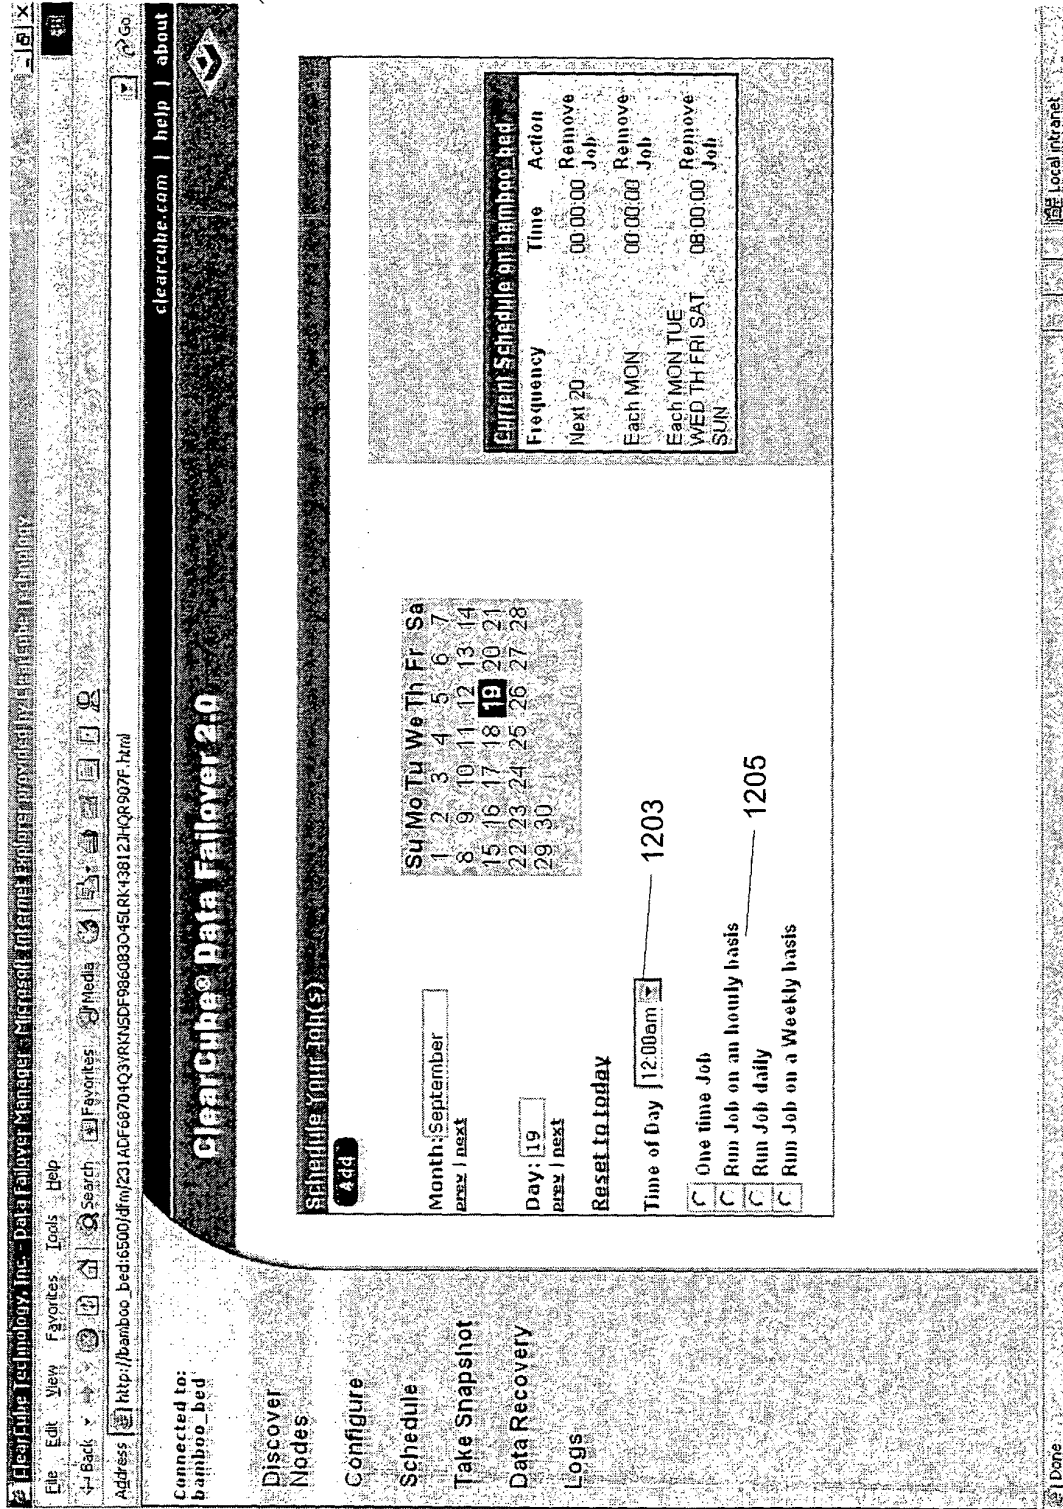 ClearCube Technology, Inc. - Data Failover Manager - Microsoft Internet Explorer provided by ClearCube Technology
File Edit View Favorites Tools Help
Back Search Favorites Media
Address http://bamboo_bed:6500/dfm/231ADF68704Q3YRKNSDF986083O45LRK43812JHQR907F.html Go
clearcube.com | help | about
Connected to:
bamboo_bed
ClearCube® Data Failover 2.0
Discover
Nodes
Configure
Schedule
Take Snapshot
Data Recovery
Logs
Schedule Your Job(s)
Add
Month: September
prev | next
Day: 19
prev | next
Reset to today
Time of Day 12:00am
1203
One time Job
Run Job on an hourly basis
Run Job daily
Run Job on a Weekly basis
1205
Su Mo Tu We Th Fr Sa
1 2 3 4 5 6 7
8 9 10 11 12 13 14
15 16 17 18 19 20 21
22 23 24 25 26 27 28
29 30
Current Schedule on bamboo_bed
Frequency Time Action
Next 20 00:00:00 Remove Job
Each MON 00:00:00 Remove Job
Each MON TUE
WED TH FRI SAT 08:00:00 Remove Job
SUN
Done Local intranet